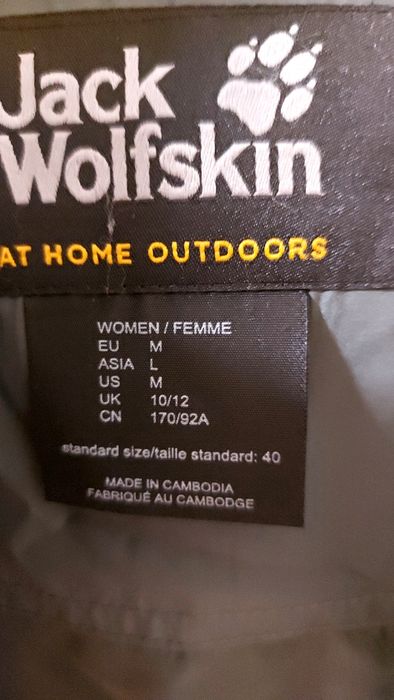 Jack
Wolfskin
AT HOME OUTDOORS
WOMEN / FEMME
EU M
ASIA L
US M
UK 10/12
CN 170/92A
standard size/taille standard: 40
MADE IN CAMBODIA
FABRIQUÉ AU CAMBODGE